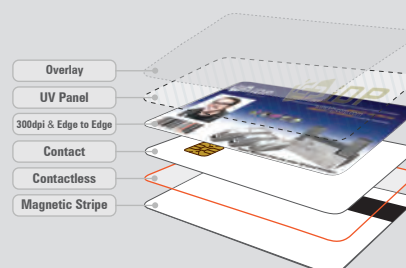 Overlay
UV Panel
300dpi & Edge to Edge
Contact
Contactless
Magnetic Stripe